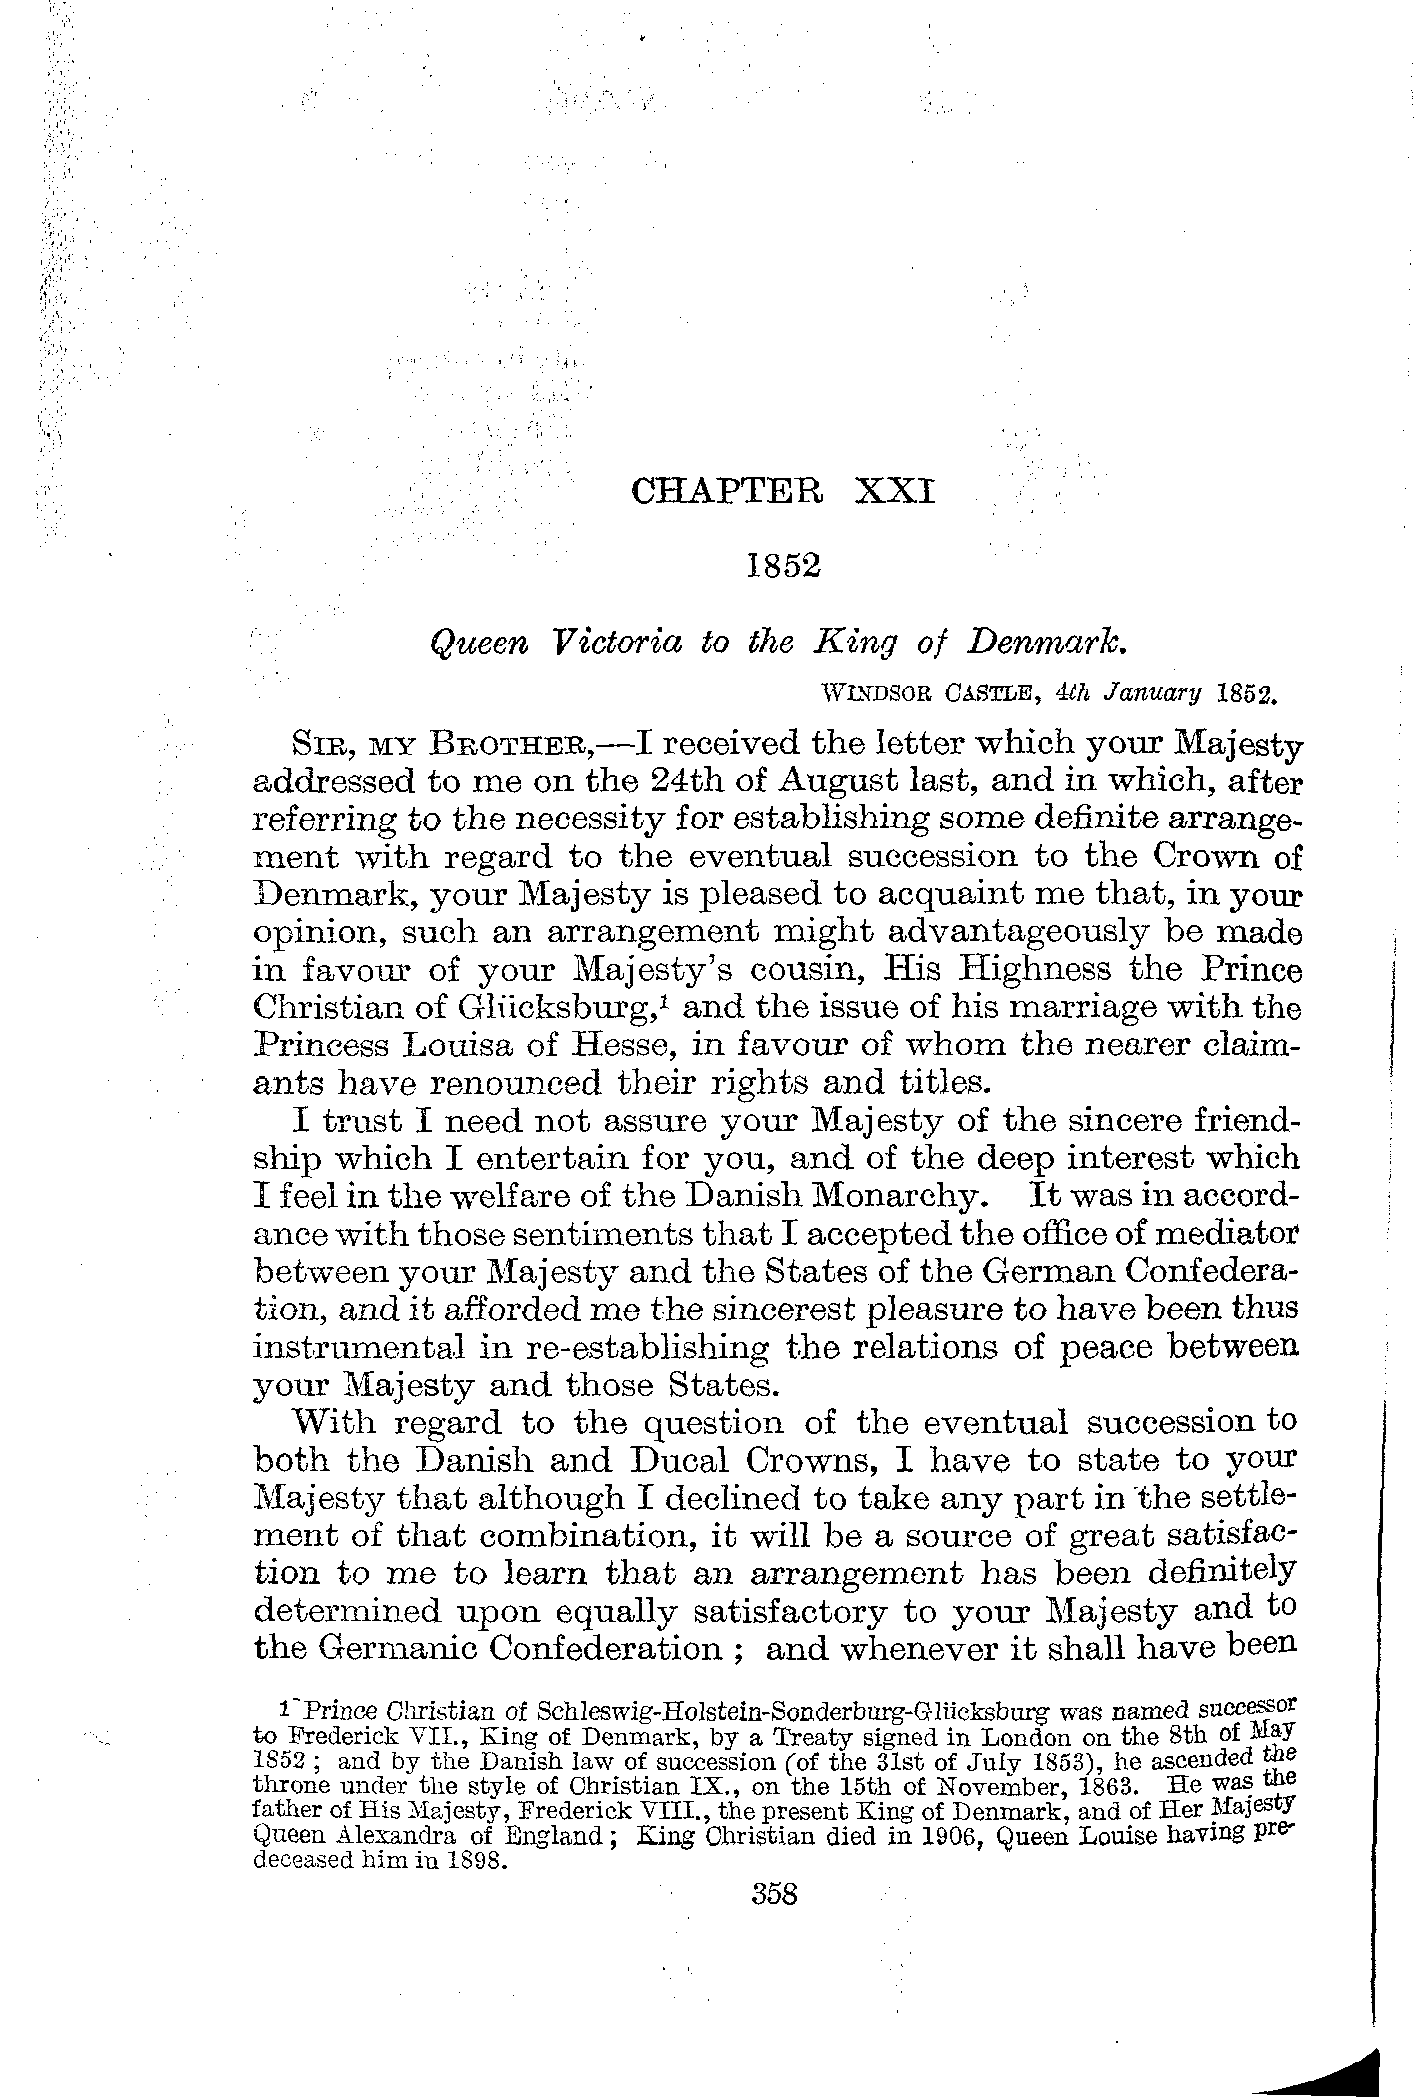 CHAPTER XXI
1852
Queen Victoria to the King of Denmark.
WINDSOR CASTLE, 4th January 1852.
SIR, MY BROTHER,—I received the letter which your Majesty
addressed to me on the 24th of August last, and in which, after
referring to the necessity for establishing some definite arrange-
ment with regard to the eventual succession to the Crown of
Denmark, your Majesty is pleased to acquaint me that, in your
opinion, such an arrangement might advantageously be made
in favour of your Majesty's cousin, His Highness the Prince
Christian of Glücksburg,¹ and the issue of his marriage with the
Princess Louisa of Hesse, in favour of whom the nearer claim-
ants have renounced their rights and titles.
I trust I need not assure your Majesty of the sincere friend-
ship which I entertain for you, and of the deep interest which
I feel in the welfare of the Danish Monarchy. It was in accord-
ance with those sentiments that I accepted the office of mediator
between your Majesty and the States of the German Confedera-
tion, and it afforded me the sincerest pleasure to have been thus
instrumental in re-establishing the relations of peace between
your Majesty and those States.
With regard to the question of the eventual succession to
both the Danish and Ducal Crowns, I have to state to your
Majesty that although I declined to take any part in the settle-
ment of that combination, it will be a source of great satisfac-
tion to me to learn that an arrangement has been definitely
determined upon equally satisfactory to your Majesty and to
the Germanic Confederation ; and whenever it shall have been
1 Prince Christian of Schleswig-Holstein-Sonderburg-Glücksburg was named successor
to Frederick VII., King of Denmark, by a Treaty signed in London on the 8th of May
1852 ; and by the Danish law of succession (of the 31st of July 1853), he ascended the
throne under the style of Christian IX., on the 15th of November, 1863. He was the
father of His Majesty, Frederick VIII., the present King of Denmark, and of Her Majesty
Queen Alexandra of England ; King Christian died in 1906, Queen Louise having pre-
deceased him in 1898.
358